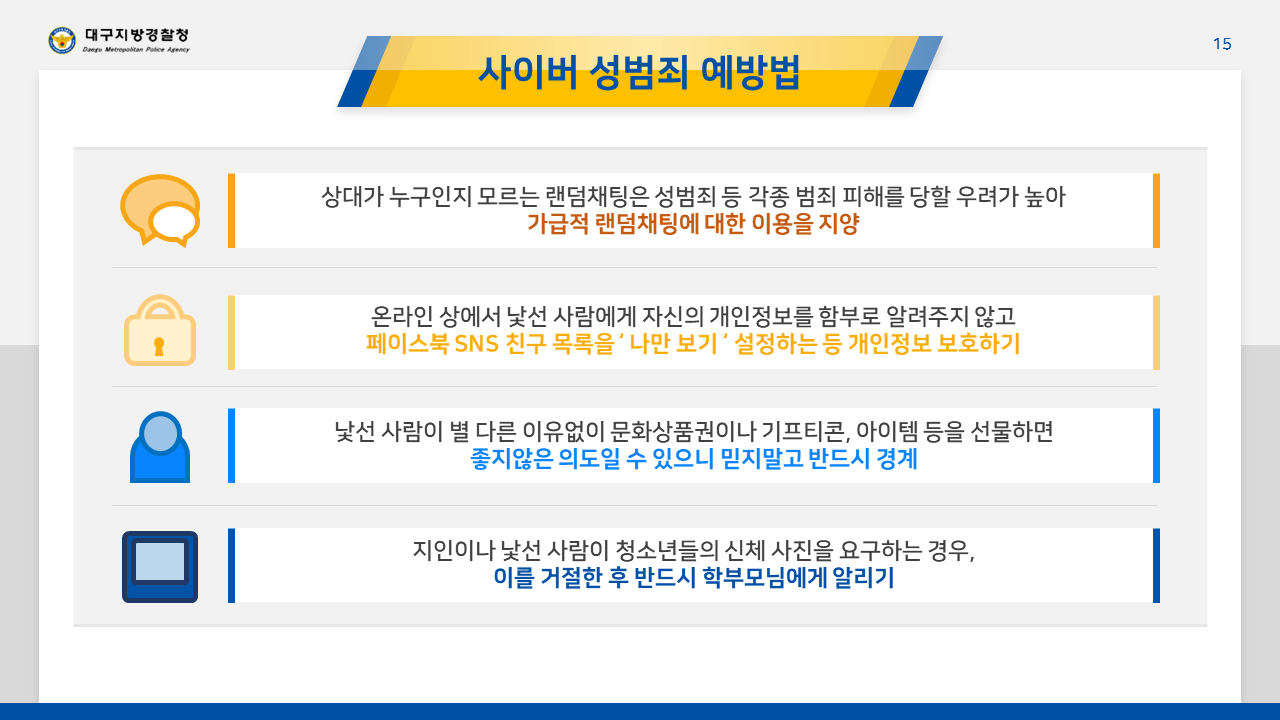 대구지방경찰청
Daegu Metropolitan Police Agency
15
사이버 성범죄 예방법
상대가 누구인지 모르는 랜덤채팅은 성범죄 등 각종 범죄 피해를 당할 우려가 높아
가급적 랜덤채팅에 대한 이용을 지양
온라인 상에서 낯선 사람에게 자신의 개인정보를 함부로 알려주지 않고
페이스북 SNS 친구 목록을 ‘ 나만 보기 ‘ 설정하는 등 개인정보 보호하기
낯선 사람이 별 다른 이유없이 문화상품권이나 기프티콘, 아이템 등을 선물하면
좋지않은 의도일 수 있으니 믿지말고 반드시 경계
지인이나 낯선 사람이 청소년들의 신체 사진을 요구하는 경우,
이를 거절한 후 반드시 학부모님에게 알리기